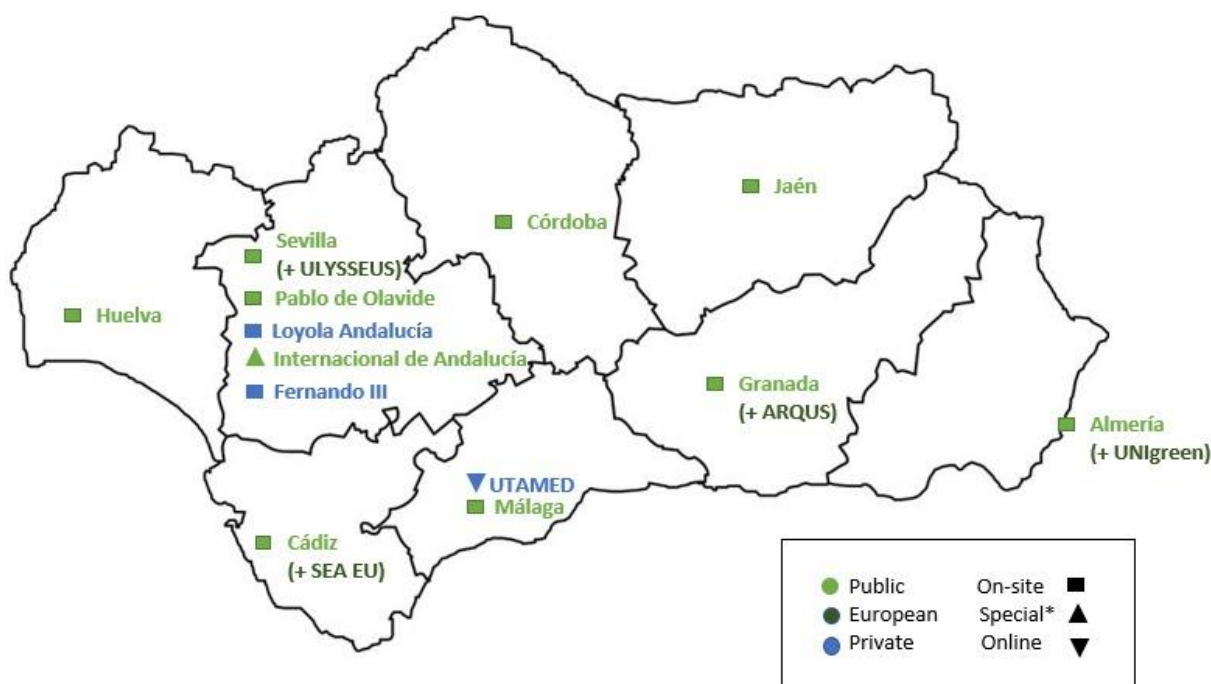 Jaén
Córdoba
Sevilla
(+ ULYSSEUS)
Pablo de Olavide
Huelva
Loyola Andalucía
Internacional de Andalucía
Fernando III
Granada
(+ ARQUS)
Almería
(+ UNIgreen)
UTAMED
Málaga
Cádiz
(+ SEA EU)
Public On-site
European Special*
Private Online